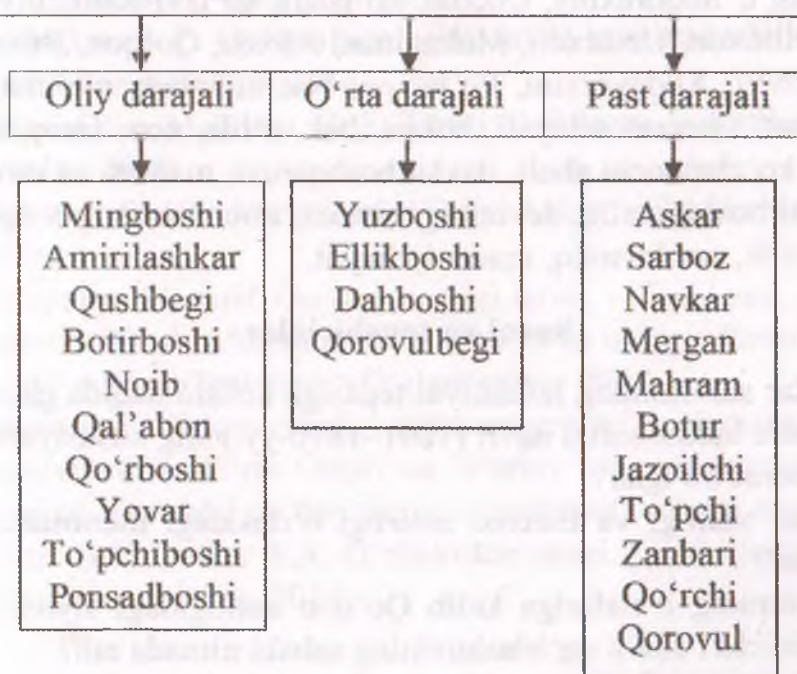 Oliy darajali
Mingboshi
Amirilashkar
Qushbegi
Botirboshi
Noib
Qal’abon
Qo‘rboshi
Yovar
To‘pchiboshi
Ponsadboshi
O‘rta darajali
Yuzboshi
Ellikboshi
Dahboshi
Qorovulbegi
Past darajali
Askar
Sarboz
Navkar
Mergan
Mahram
Botur
Jazoilchi
To‘pchi
Zanbari
Qo‘rchi
Qorovul